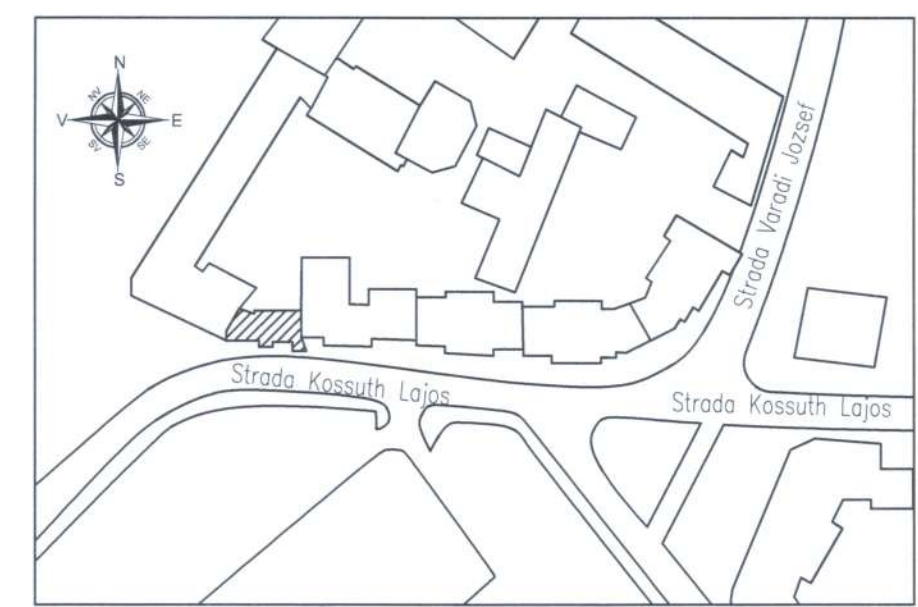 N
NV
NE
V
E
SV
SE
S
Strada Varadi Jozsef
Strada Kossuth Lajos
Strada Kossuth Lajos